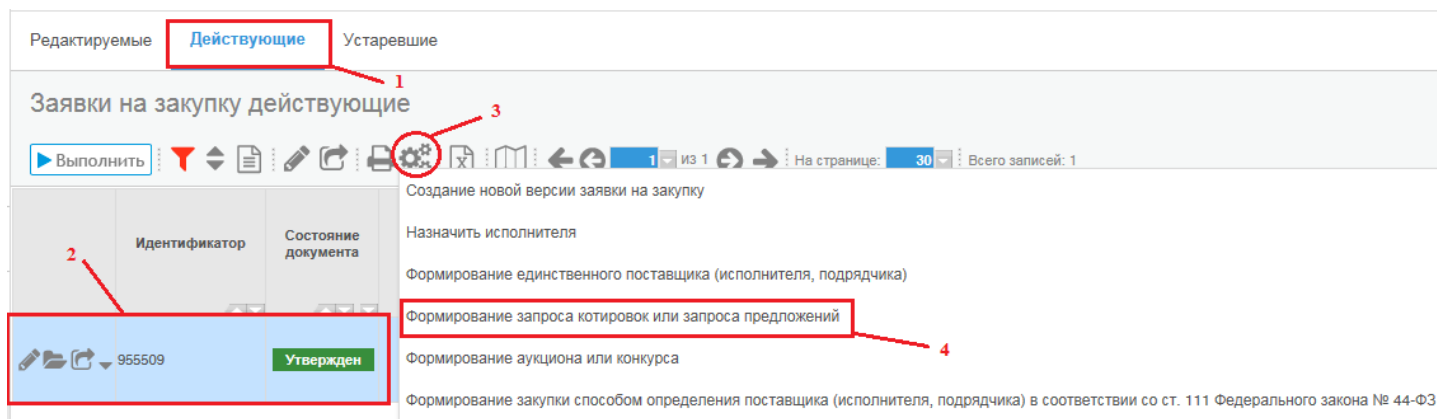 Редактируемые Действующие Устаревшие
1
Заявки на закупку действующие
3
Выполнить 1 из 1 На странице: 30 Всего записей: 1
Создание новой версии заявки на закупку
Идентификатор Состояние документа
Назначить исполнителя
2
Формирование единственного поставщика (исполнителя, подрядчика)
Формирование запроса котировок или запроса предложений
4
955509 Утвержден
Формирование аукциона или конкурса
Формирование закупки способом определения поставщика (исполнителя, подрядчика) в соответствии со ст. 111 Федерального закона № 44-ФЗ